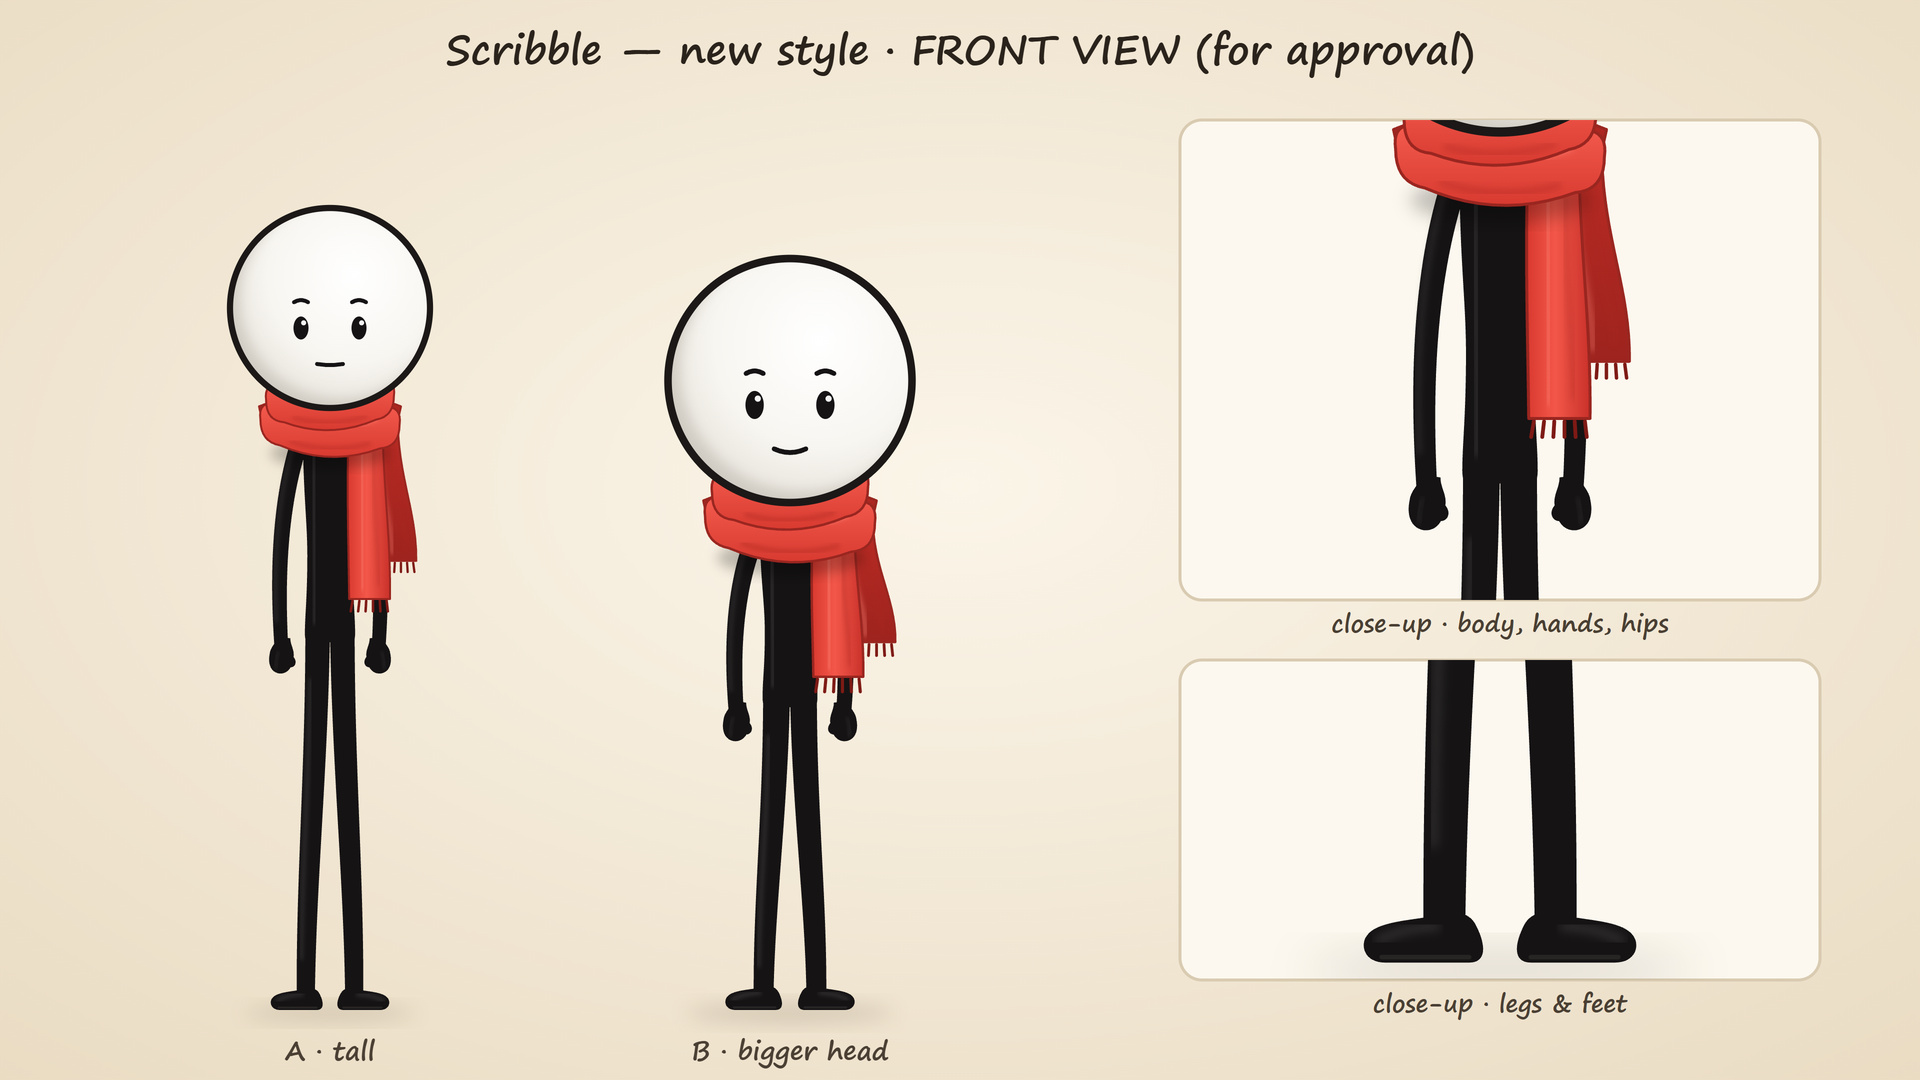 Scribble — new style · FRONT VIEW (for approval)
close-up · body, hands, hips
close-up · legs & feet
A · tall
B · bigger head